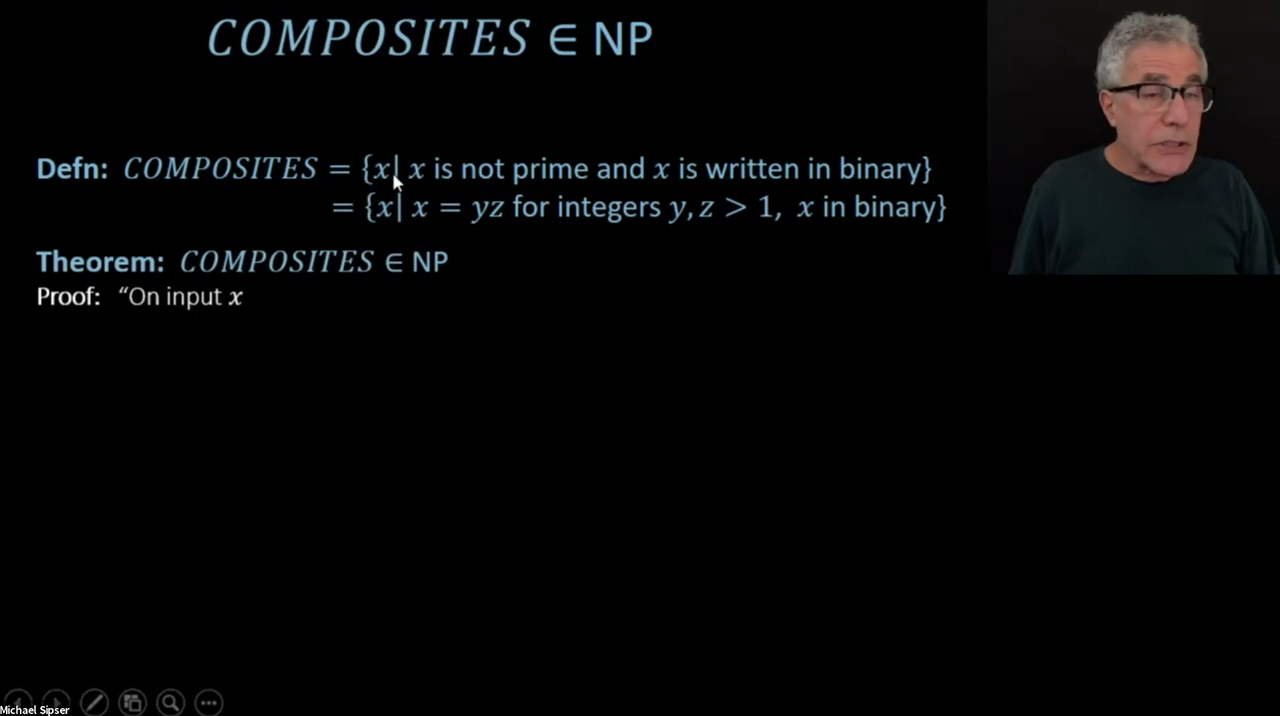 COMPOSITES ∈ NP
Defn: COMPOSITES = {x| x is not prime and x is written in binary}
= {x| x = yz for integers y, z > 1, x in binary}
Theorem: COMPOSITES ∈ NP
Proof: “On input x
Michael Sipser